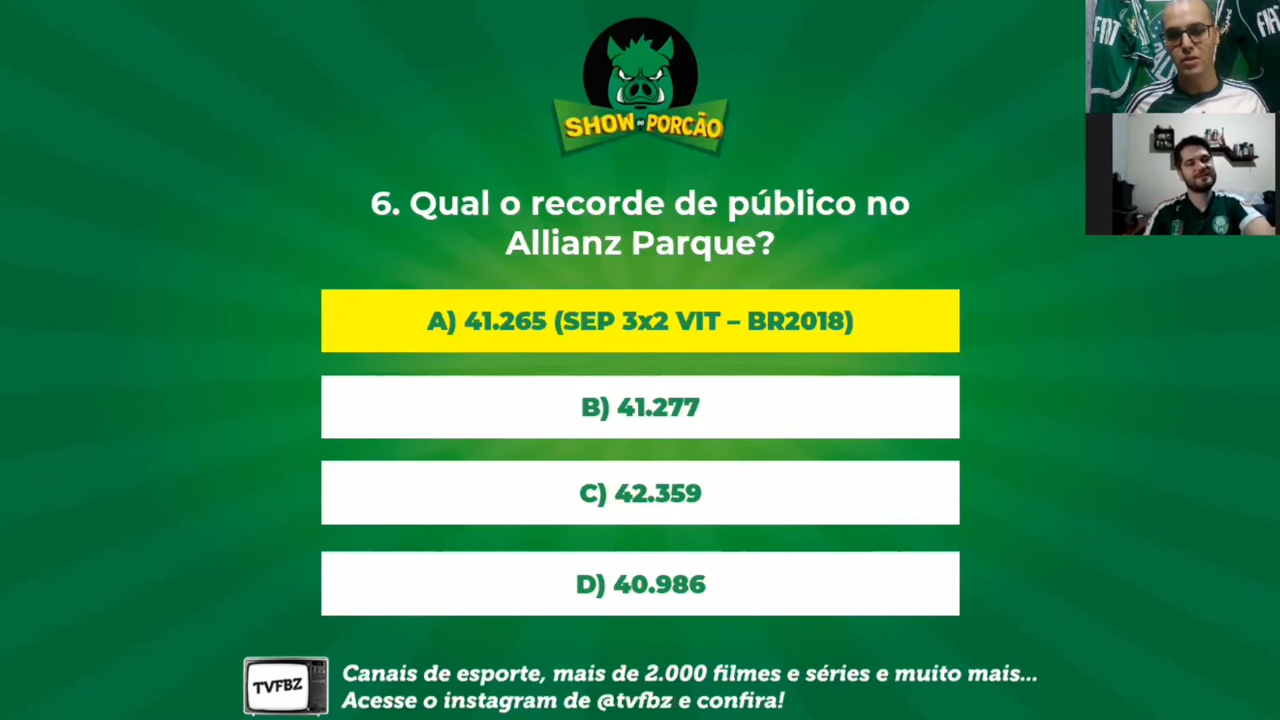 SHOW DO PORCÃO
6. Qual o recorde de público no
Allianz Parque?
A) 41.265 (SEP 3x2 VIT – BR2018)
B) 41.277
C) 42.359
D) 40.986
TVFBZ
Canais de esporte, mais de 2.000 filmes e séries e muito mais...
Acesse o instagram de @tvfbz e confira!
FIAT